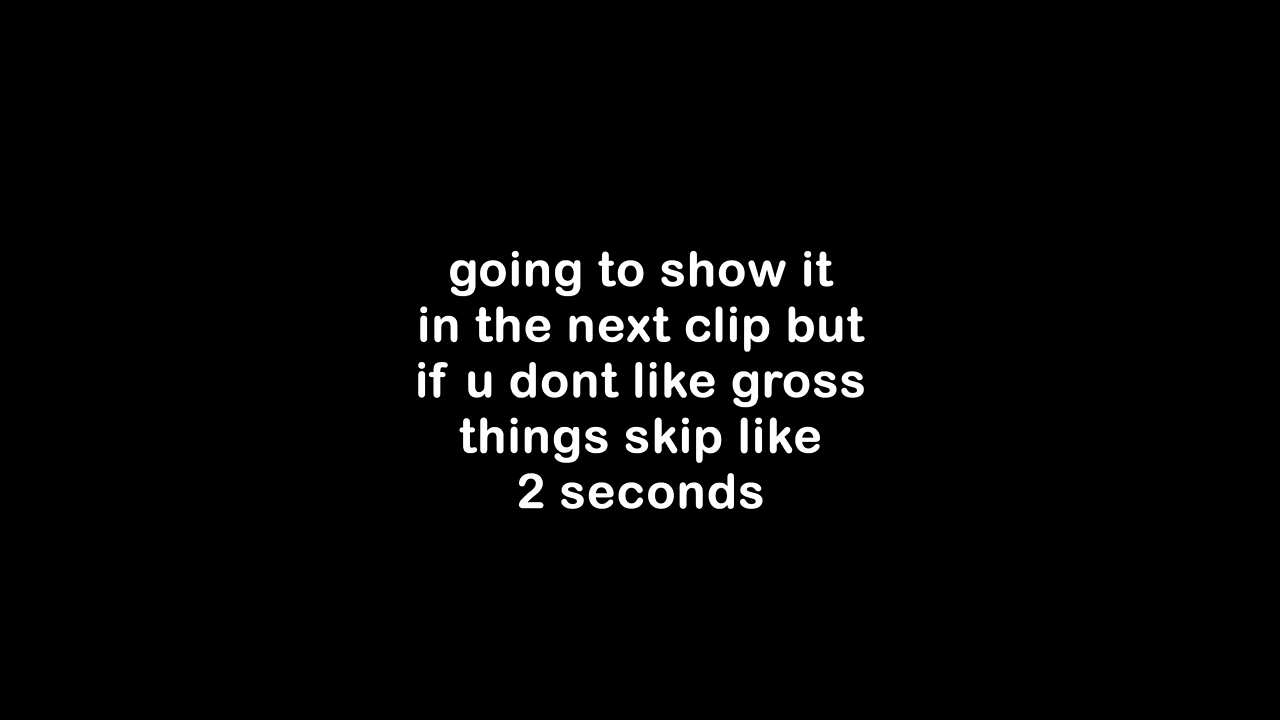 going to show it
in the next clip but
if u dont like gross
things skip like
2 seconds